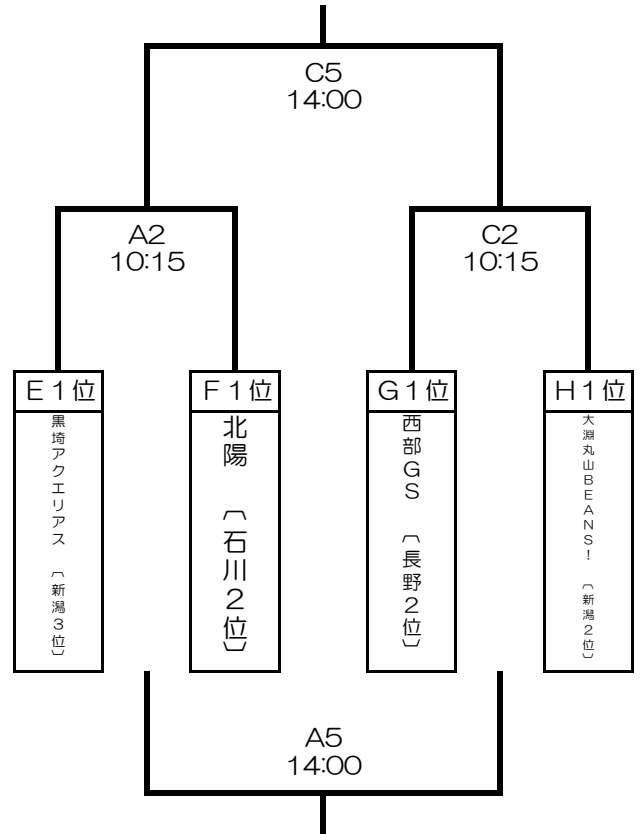 C5
14:00
A2
10:15
C2
10:15
E1位
F1位
G1位
H1位
黒埼アクエリアス 〔新潟3位〕
北陽 〔石川2位〕
西部GS 〔長野2位〕
大淵丸山BEANS! 〔新潟2位〕
A5
14:00